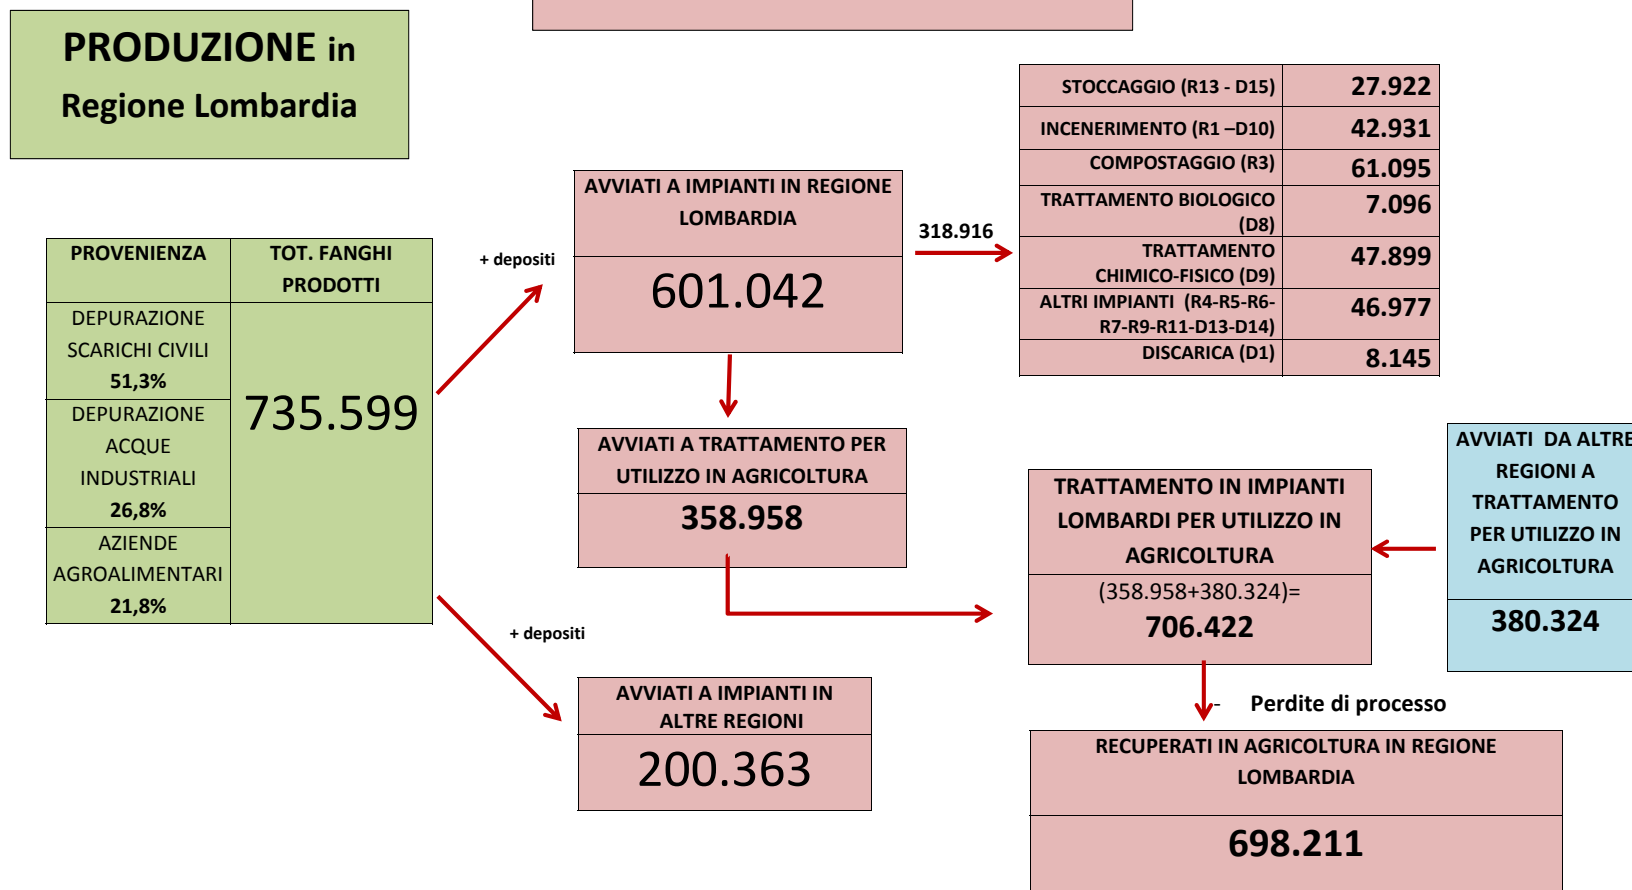 PRODUZIONE in
Regione Lombardia
PROVENIENZA
TOT. FANGHI
PRODOTTI
DEPURAZIONE
SCARICHI CIVILI
51,3%
DEPURAZIONE
ACQUE
INDUSTRIALI
26,8%
AZIENDE
AGROALIMENTARI
21,8%
735.599
+ depositi
+ depositi
AVVIATI A IMPIANTI IN REGIONE
LOMBARDIA
601.042
318.916
STOCCAGGIO (R13 - D15) 27.922
INCENERIMENTO (R1 –D10) 42.931
COMPOSTAGGIO (R3) 61.095
TRATTAMENTO BIOLOGICO
(D8)
7.096
TRATTAMENTO
CHIMICO-FISICO (D9)
47.899
ALTRI IMPIANTI (R4-R5-R6-
R7-R9-R11-D13-D14)
46.977
DISCARICA (D1) 8.145
AVVIATI A TRATTAMENTO PER
UTILIZZO IN AGRICOLTURA
358.958
TRATTAMENTO IN IMPIANTI
LOMBARDI PER UTILIZZO IN
AGRICOLTURA
(358.958+380.324)=
706.422
AVVIATI DA ALTRE
REGIONI A
TRATTAMENTO
PER UTILIZZO IN
AGRICOLTURA
380.324
AVVIATI A IMPIANTI IN
ALTRE REGIONI
200.363
- Perdite di processo
RECUPERATI IN AGRICOLTURA IN REGIONE
LOMBARDIA
698.211